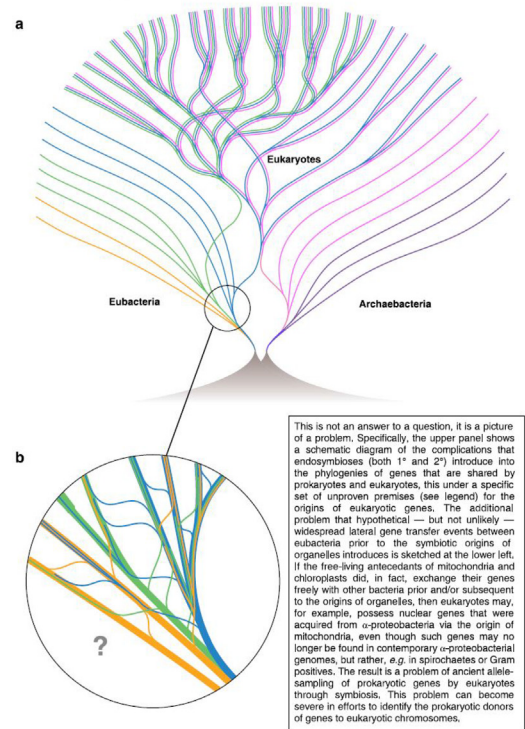 a
Eukaryotes
Eubacteria
Archaebacteria
b
?
This is not an answer to a question, it is a picture
of a problem. Specifically, the upper panel shows
a schematic diagram of the complications that
endosymbioses (both 1° and 2°) introduce into
the phylogenies of genes that are shared by
prokaryotes and eukaryotes, this under a specific
set of unproven premises (see legend) for the
origins of eukaryotic genes. The additional
problem that hypothetical — but not unlikely —
widespread lateral gene transfer events between
eubacteria prior to the symbiotic origins of
organelles introduces is sketched at the lower left.
If the free-living antecedants of mitochondria and
chloroplasts did, in fact, exchange their genes
freely with other bacteria prior and/or subsequent
to the origins of organelles, then eukaryotes may,
for example, possess nuclear genes that were
acquired from α-proteobacteria via the origin of
mitochondria, even though such genes may no
longer be found in contemporary α-proteobacterial
genomes, but rather, e.g. in spirochaetes or Gram
positives. The result is a problem of ancient allele-
sampling of prokaryotic genes by eukaryotes
through symbiosis. This problem can become
severe in efforts to identify the prokaryotic donors
of genes to eukaryotic chromosomes.